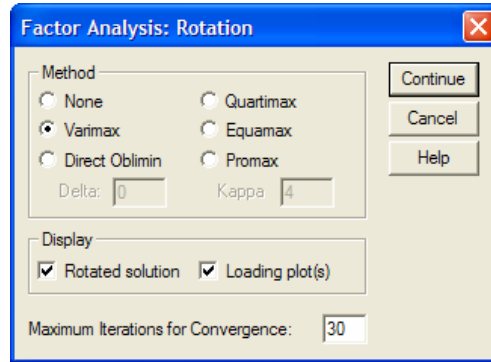 Factor Analysis: Rotation
Method
None
Quartimax
Varimax
Equamax
Direct Oblimin
Promax
Delta: 0
Kappa 4
Display
Rotated solution
Loading plot(s)
Maximum Iterations for Convergence: 30
Continue
Cancel
Help